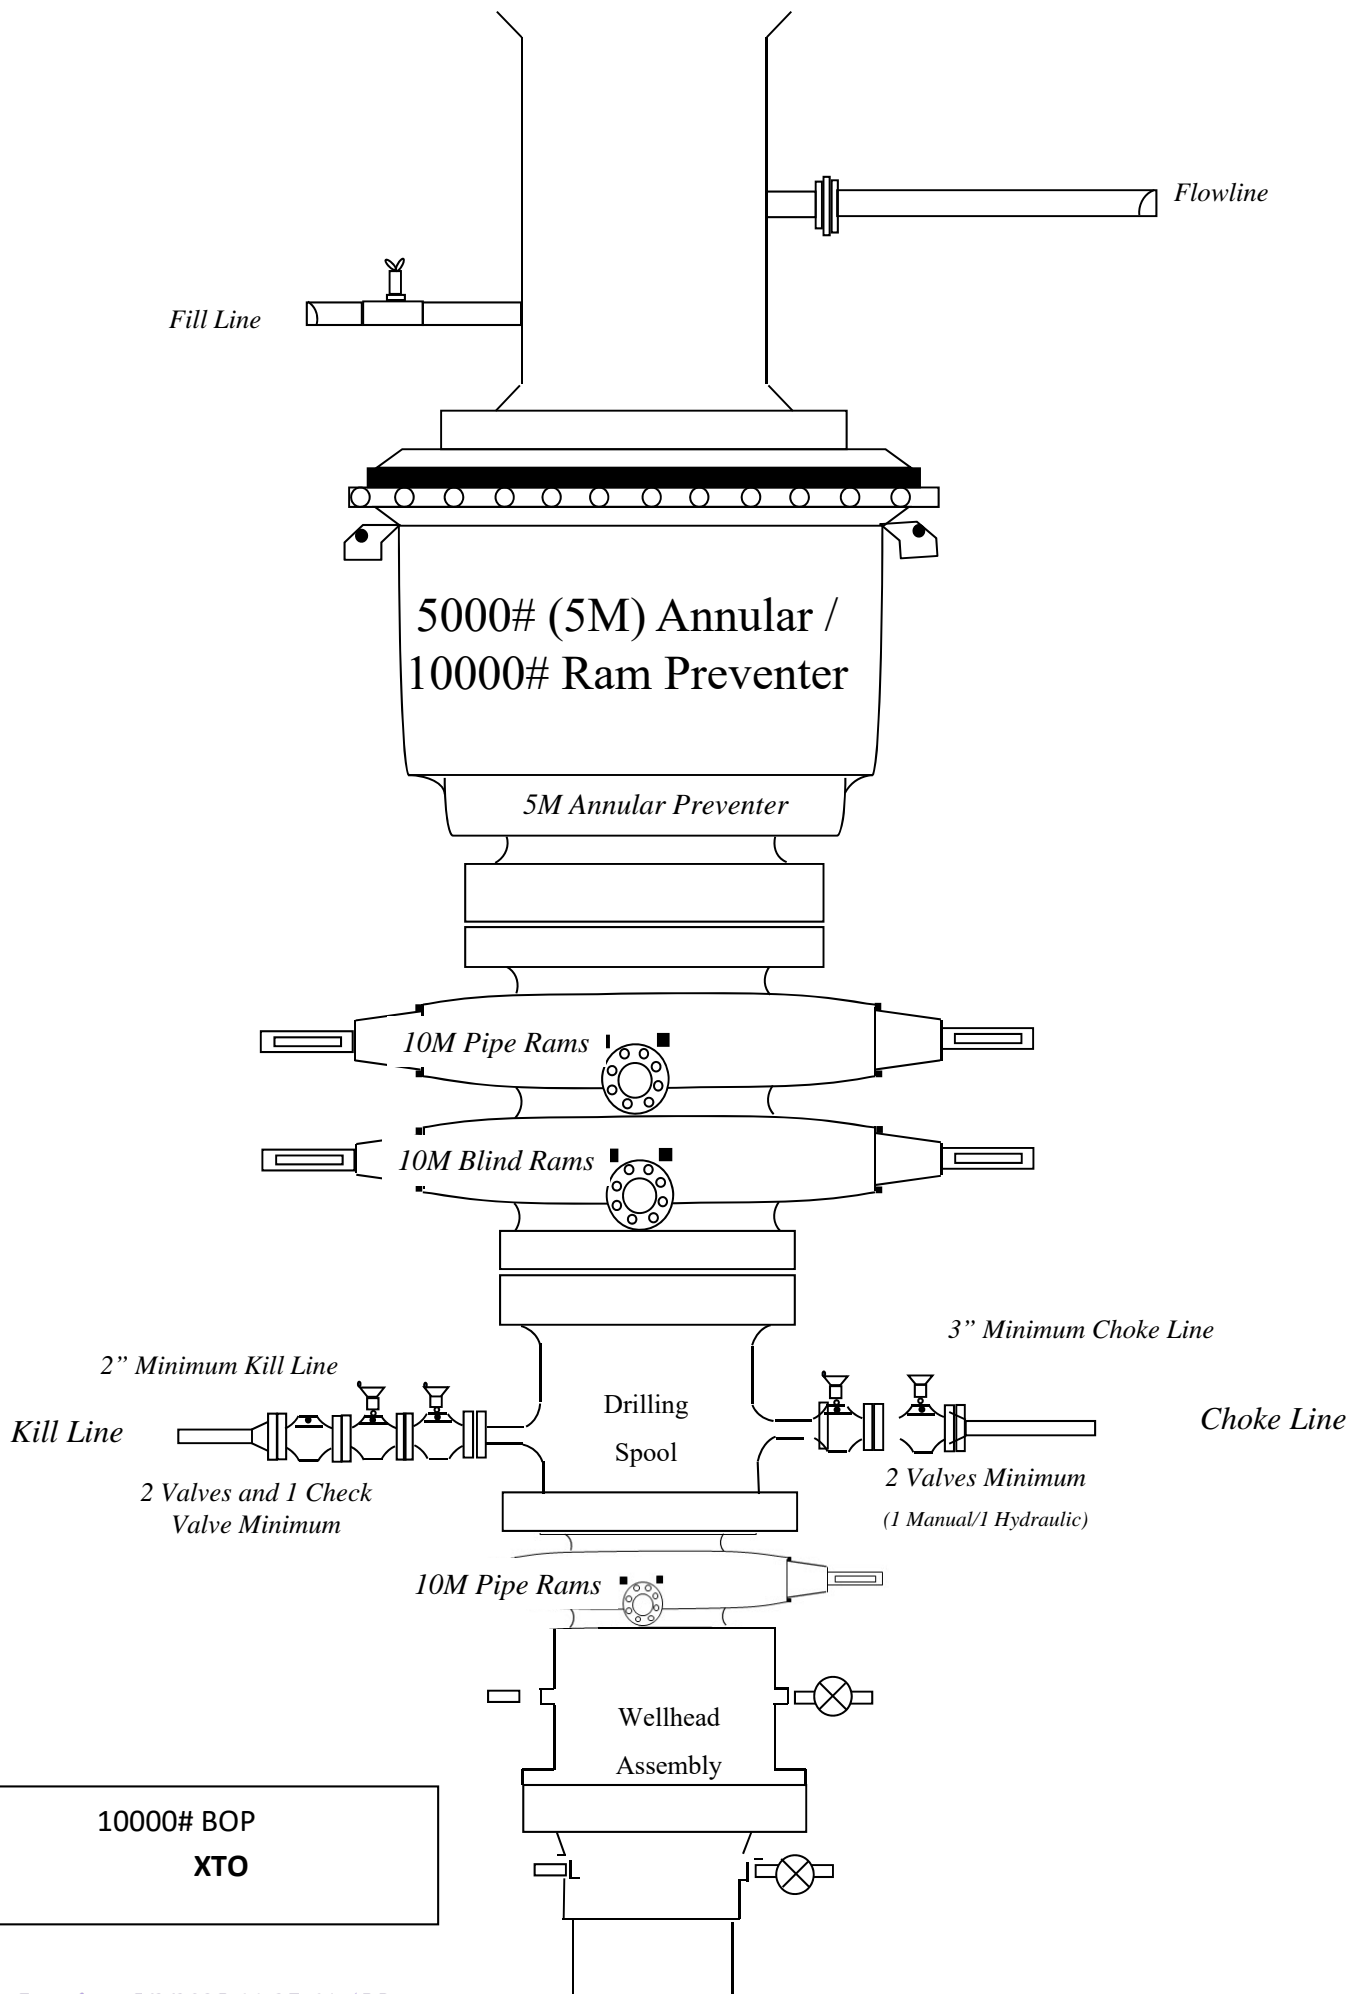 Flowline
Fill Line
5000# (5M) Annular /
10000# Ram Preventer
5M Annular Preventer
10M Pipe Rams
10M Blind Rams
3” Minimum Choke Line
2” Minimum Kill Line
Drilling
Spool
Kill Line
Choke Line
2 Valves and 1 Check
Valve Minimum
2 Valves Minimum
(1 Manual/1 Hydraulic)
10M Pipe Rams
Wellhead
Assembly
10000# BOP
XTO